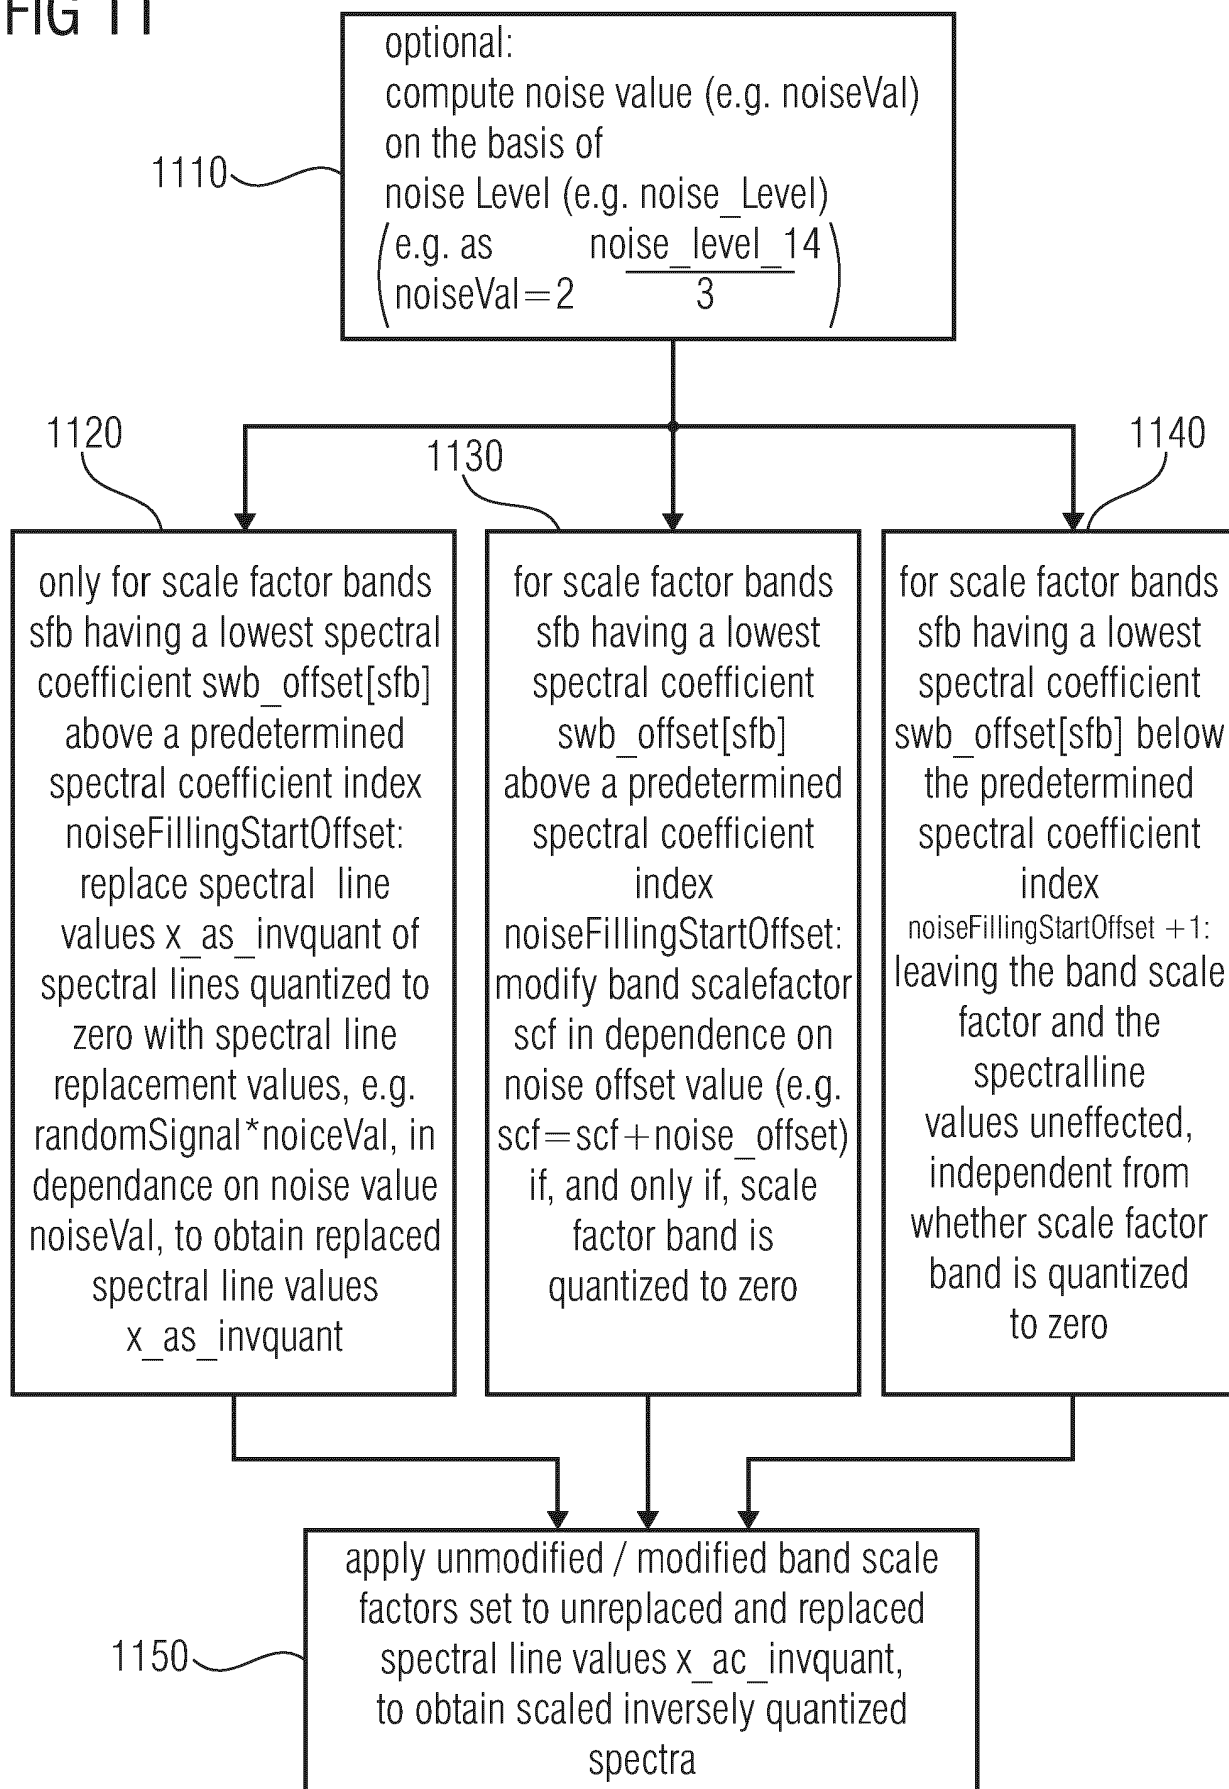 FIG 11
optional:
compute noise value (e.g. noiseVal)
on the basis of
noise Level (e.g. noise_Level)
e.g. as noise_level_14
noiseVal=2 3
1110
1120
1130
1140
only for scale factor bands
sfb having a lowest spectral
coefficient swb_offset[sfb]
above a predetermined
spectral coefficient index
noiseFillingStartOffset:
replace spectral line
values x_as_invquant of
spectral lines quantized to
zero with spectral line
replacement values, e.g.
randomSignal*noiceVal, in
dependance on noise value
noiseVal, to obtain replaced
spectral line values
x_as_invquant
for scale factor bands
sfb having a lowest
spectral coefficient
swb_offset[sfb]
above a predetermined
spectral coefficient
index
noiseFillingStartOffset:
modify band scalefactor
scf in dependence on
noise offset value (e.g.
scf=scf+noise_offset)
if, and only if, scale
factor band is
quantized to zero
for scale factor bands
sfb having a lowest
spectral coefficient
swb_offset[sfb] below
the predetermined
spectral coefficient
index
noiseFillingStartOffset +1:
leaving the band scale
factor and the
spectralline
values uneffected,
independent from
whether scale factor
band is quantized
to zero
1150
apply unmodified / modified band scale
factors set to unreplaced and replaced
spectral line values x_ac_invquant,
to obtain scaled inversely quantized
spectra